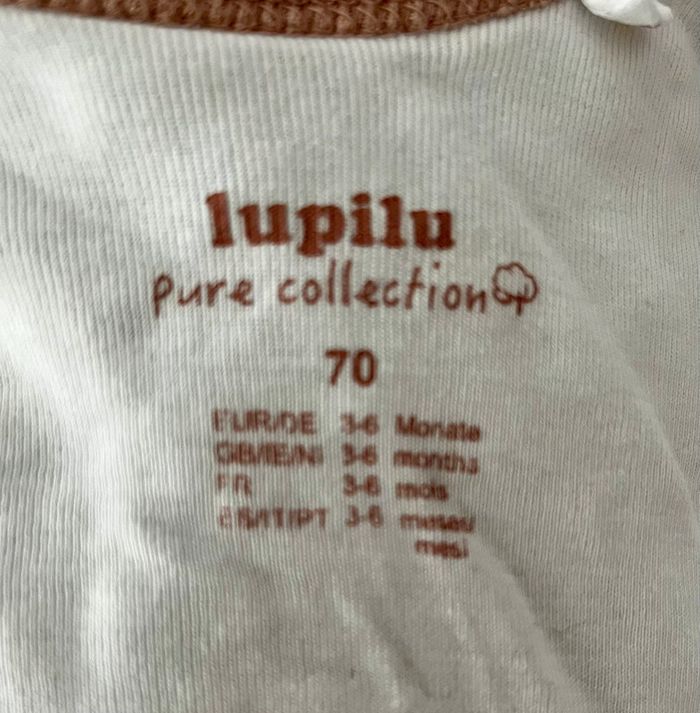 lupilu
pure collection
70
EUR/DE 3-6 Monate
GB/IE/NI 3-6 months
FR 3-6 mois
ES/IT/PT 3-6 meses/
mesi